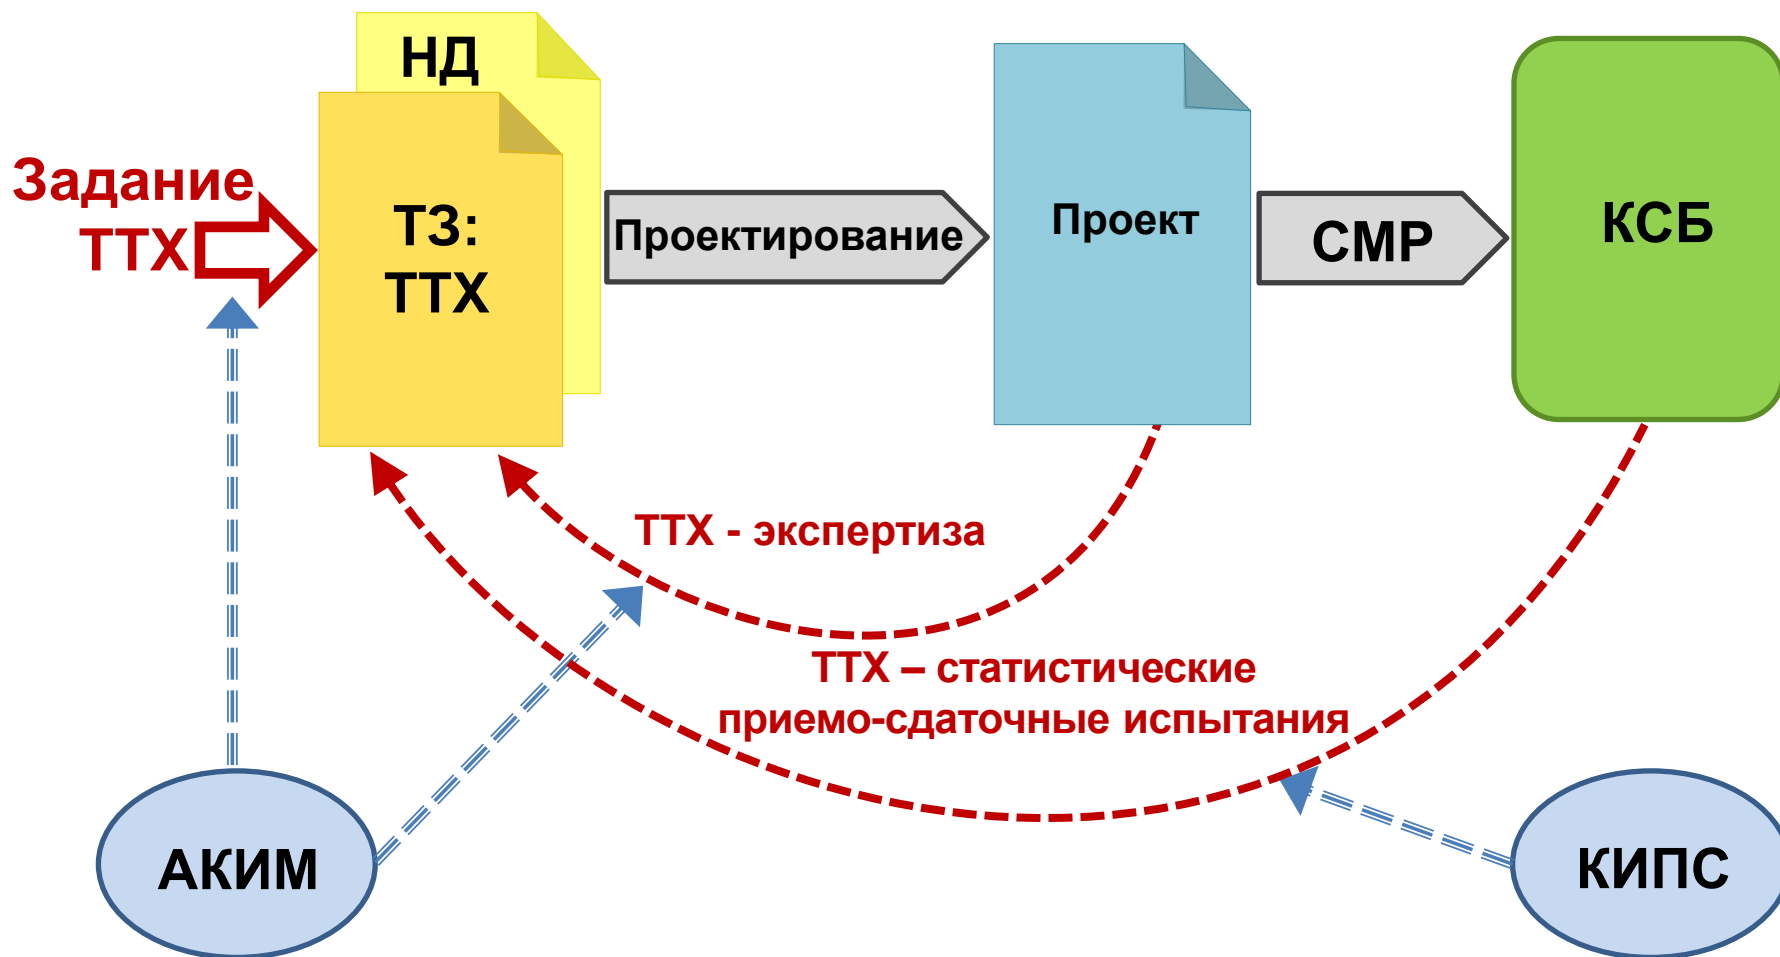 НД
Задание
ТТХ
ТЗ:
ТТХ
Проектирование
Проект
СМР
КСБ
ТТХ - экспертиза
ТТХ – статистические
приемо-сдаточные испытания
АКИМ
КИПС